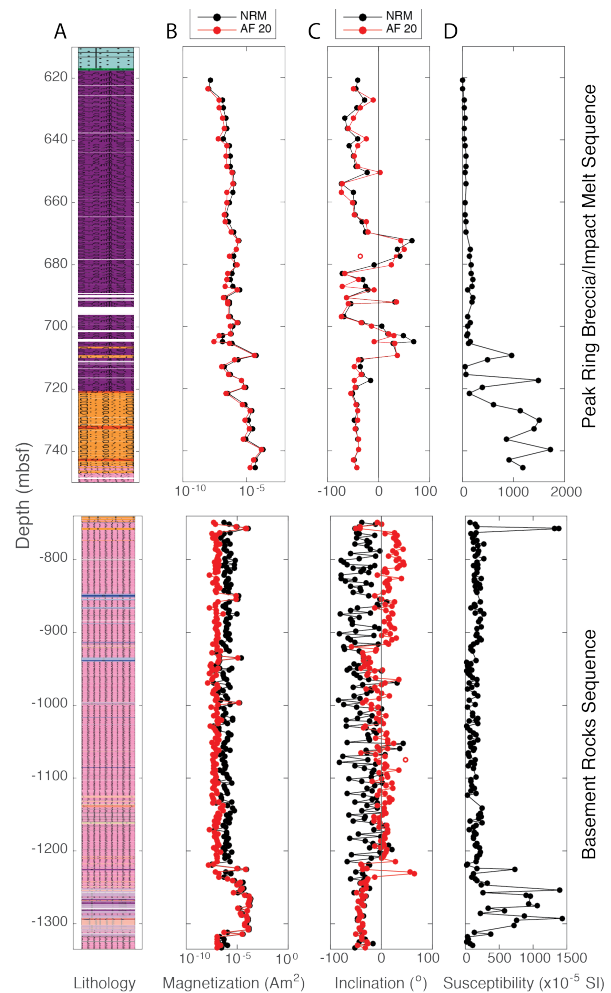 A
B
NRM
AF 20
C
NRM
AF 20
D
Depth (mbsf)
620
640
660
680
700
720
740
10^-10
10^-5
-100
0
100
0
1000
2000
Peak Ring Breccia/Impact Melt Sequence
-800
-900
-1000
-1100
-1200
-1300
10^-10
10^-5
10^0
-100
0
100
0
500
1000
1500
Basement Rocks Sequence
Lithology
Magnetization (Am²)
Inclination (°)
Susceptibility (x10^-5 SI)